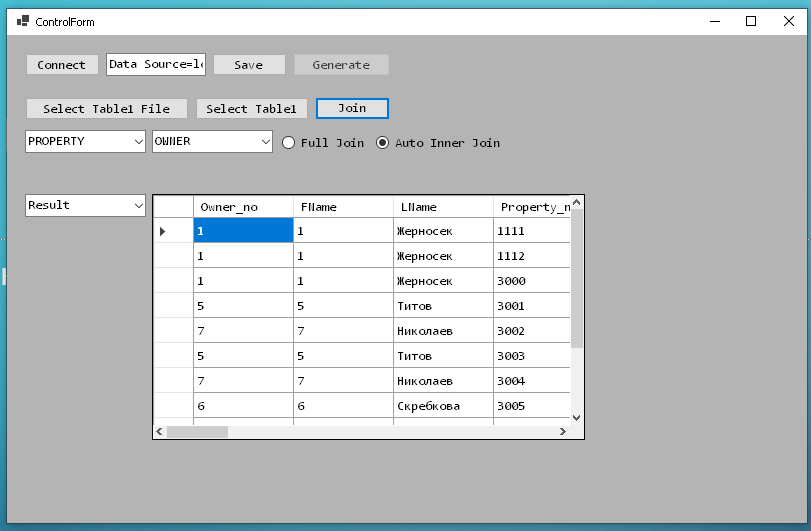 ControlForm
Connect Data Source=lo Save Generate
Select Table1 File Select Table1 Join
PROPERTY OWNER Full Join Auto Inner Join
Result
Owner_no FName LName Property_n
1 1 Жерносек 1111
1 1 Жерносек 1112
1 1 Жерносек 3000
5 5 Титов 3001
7 7 Николаев 3002
5 5 Титов 3003
7 7 Николаев 3004
6 6 Скребкова 3005